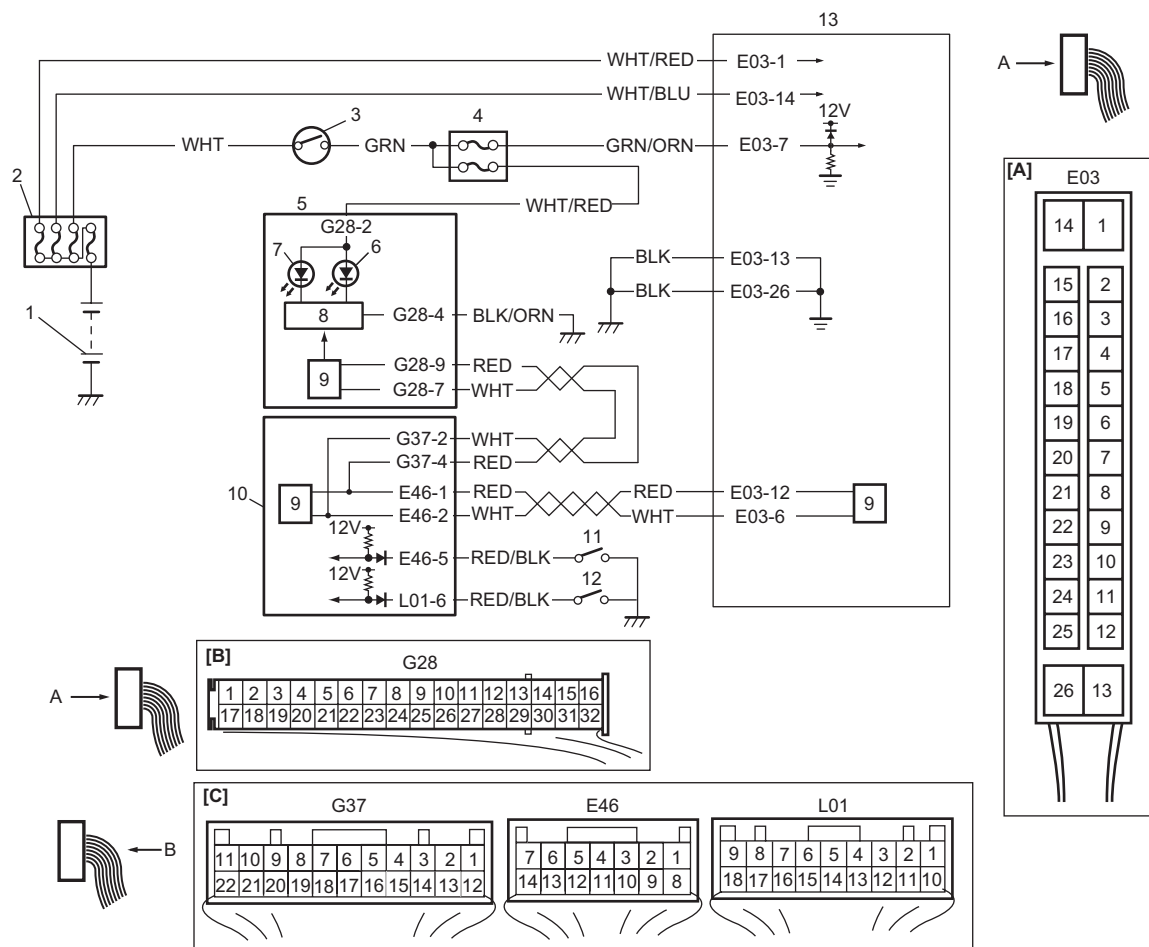 13
WHT/RED E03-1
A
WHT/BLU E03-14
3 4 12V
WHT GRN GRN/ORN E03-7
[A]
E03
2
WHT/RED
5
G28-2
14 1
7 6
BLK E03-13
1
8 G28-4 BLK/ORN
BLK E03-26
15 2
16 3
17 4
18 5
19 6
20 7
21 8
22 9
23 10
24 11
25 12
26 13
G28-9 RED
9
G28-7 WHT
G37-2 WHT
G37-4 RED
10 9 E46-1 RED RED E03-12 9
E46-2 WHT WHT E03-6
12V 11
E46-5 RED/BLK
12V 12
L01-6 RED/BLK
[B]
G28
A
1 2 3 4 5 6 7 8 9 10 11 12 13 14 15 16
17 18 19 20 21 22 23 24 25 26 27 28 29 30 31 32
[C]
G37 E46 L01
B
11 10 9 8 7 6 5 4 3 2 1
22 21 20 19 18 17 16 15 14 13 12
7 6 5 4 3 2 1
14 13 12 11 10 9 8
9 8 7 6 5 4 3 2 1
18 17 16 15 14 13 12 11 10